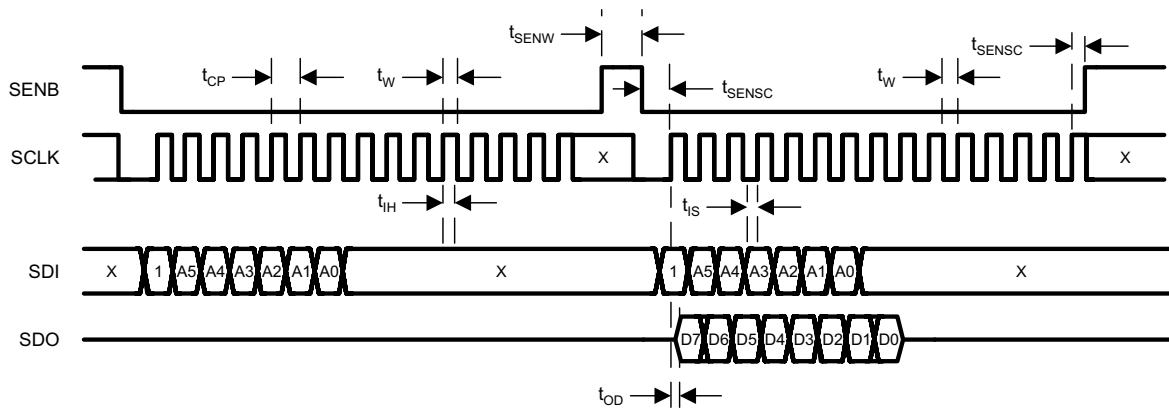 tSENW
tSENSC
tCP
tW
tSENSC
tW
SENB
SCLK
X
X
tIH
tIS
SDI
X
1
A5
A4
A3
A2
A1
A0
X
1
A5
A4
A3
A2
A1
A0
X
SDO
D7
D6
D5
D4
D3
D2
D1
D0
tOD